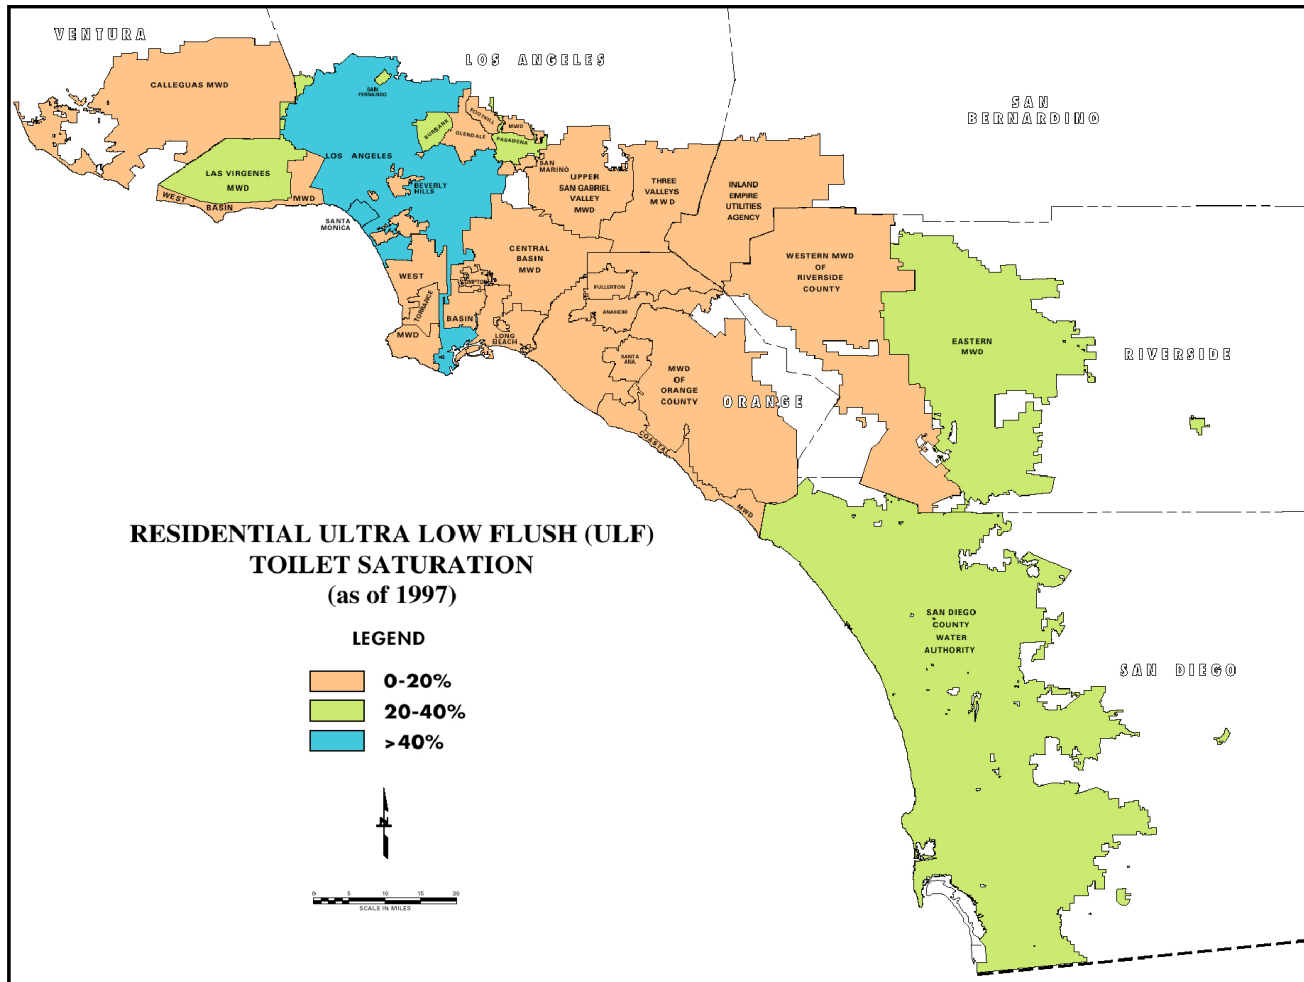 VENTURA
LOS ANGELES
SAN
BERNARDINO
CALLEGUAS MWD
SAN
FERNANDO
FOOTHILL
MWD
BURBANK
GLENDALE
PASADENA
LOS ANGELES
SAN
MARINO
LAS VIRGENES
MWD
WEST
BASIN
MWD
BEVERLY
HILLS
UPPER
SAN GABRIEL
VALLEY
MWD
THREE
VALLEYS
MWD
INLAND
EMPIRE
UTILITIES
AGENCY
SANTA
MONICA
CENTRAL
BASIN
MWD
WESTERN MWD
OF
RIVERSIDE
COUNTY
WEST
COMPTON
FULLERTON
TORRANCE
ANAHEIM
BASIN
MWD
LONG
BEACH
EASTERN
MWD
RIVERSIDE
SANTA
ANA
MWD
OF
ORANGE
COUNTY
ORANGE
COASTAL
MWD
RESIDENTIAL ULTRA LOW FLUSH (ULF)
TOILET SATURATION
(as of 1997)
LEGEND
0-20%
20-40%
>40%
SAN DIEGO
COUNTY
WATER
AUTHORITY
SAN DIEGO
N
0 5 10 15 20
SCALE IN MILES